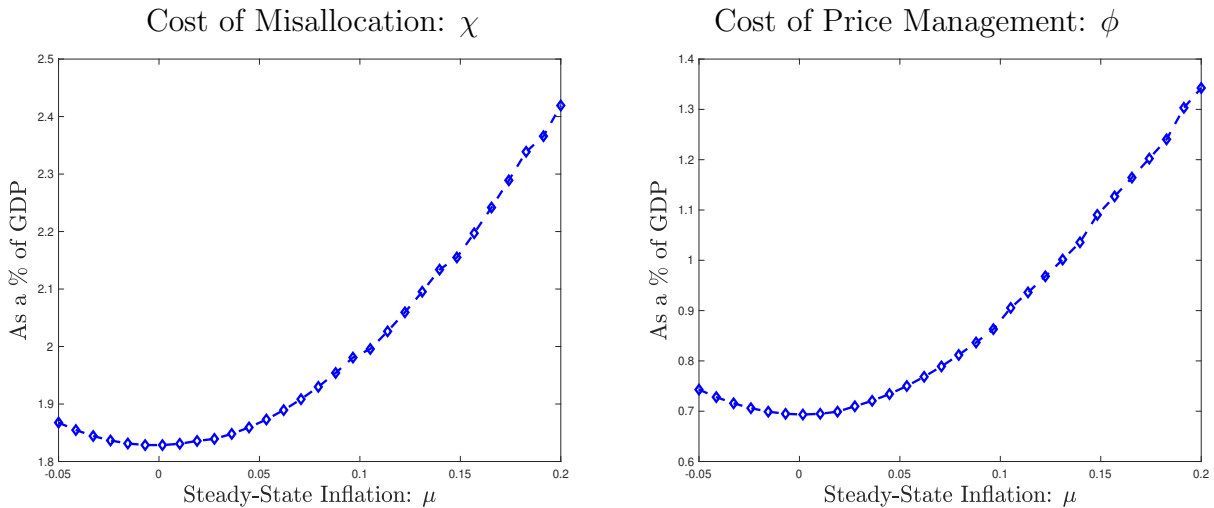 Cost of Misallocation: χ
As a % of GDP
2.5
2.4
2.3
2.2
2.1
2
1.9
1.8
-0.05 0 0.05 0.1 0.15 0.2
Steady-State Inflation: μ
Cost of Price Management: ϕ
As a % of GDP
1.4
1.3
1.2
1.1
1
0.9
0.8
0.7
0.6
-0.05 0 0.05 0.1 0.15 0.2
Steady-State Inflation: μ